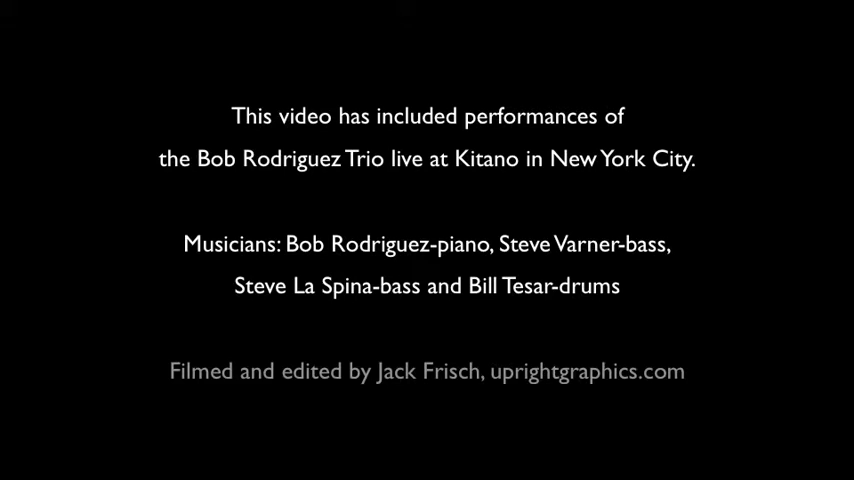 This video has included performances of
the Bob Rodriguez Trio live at Kitano in New York City.
Musicians: Bob Rodriguez-piano, Steve Varner-bass,
Steve La Spina-bass and Bill Tesar-drums
Filmed and edited by Jack Frisch, uprightgraphics.com